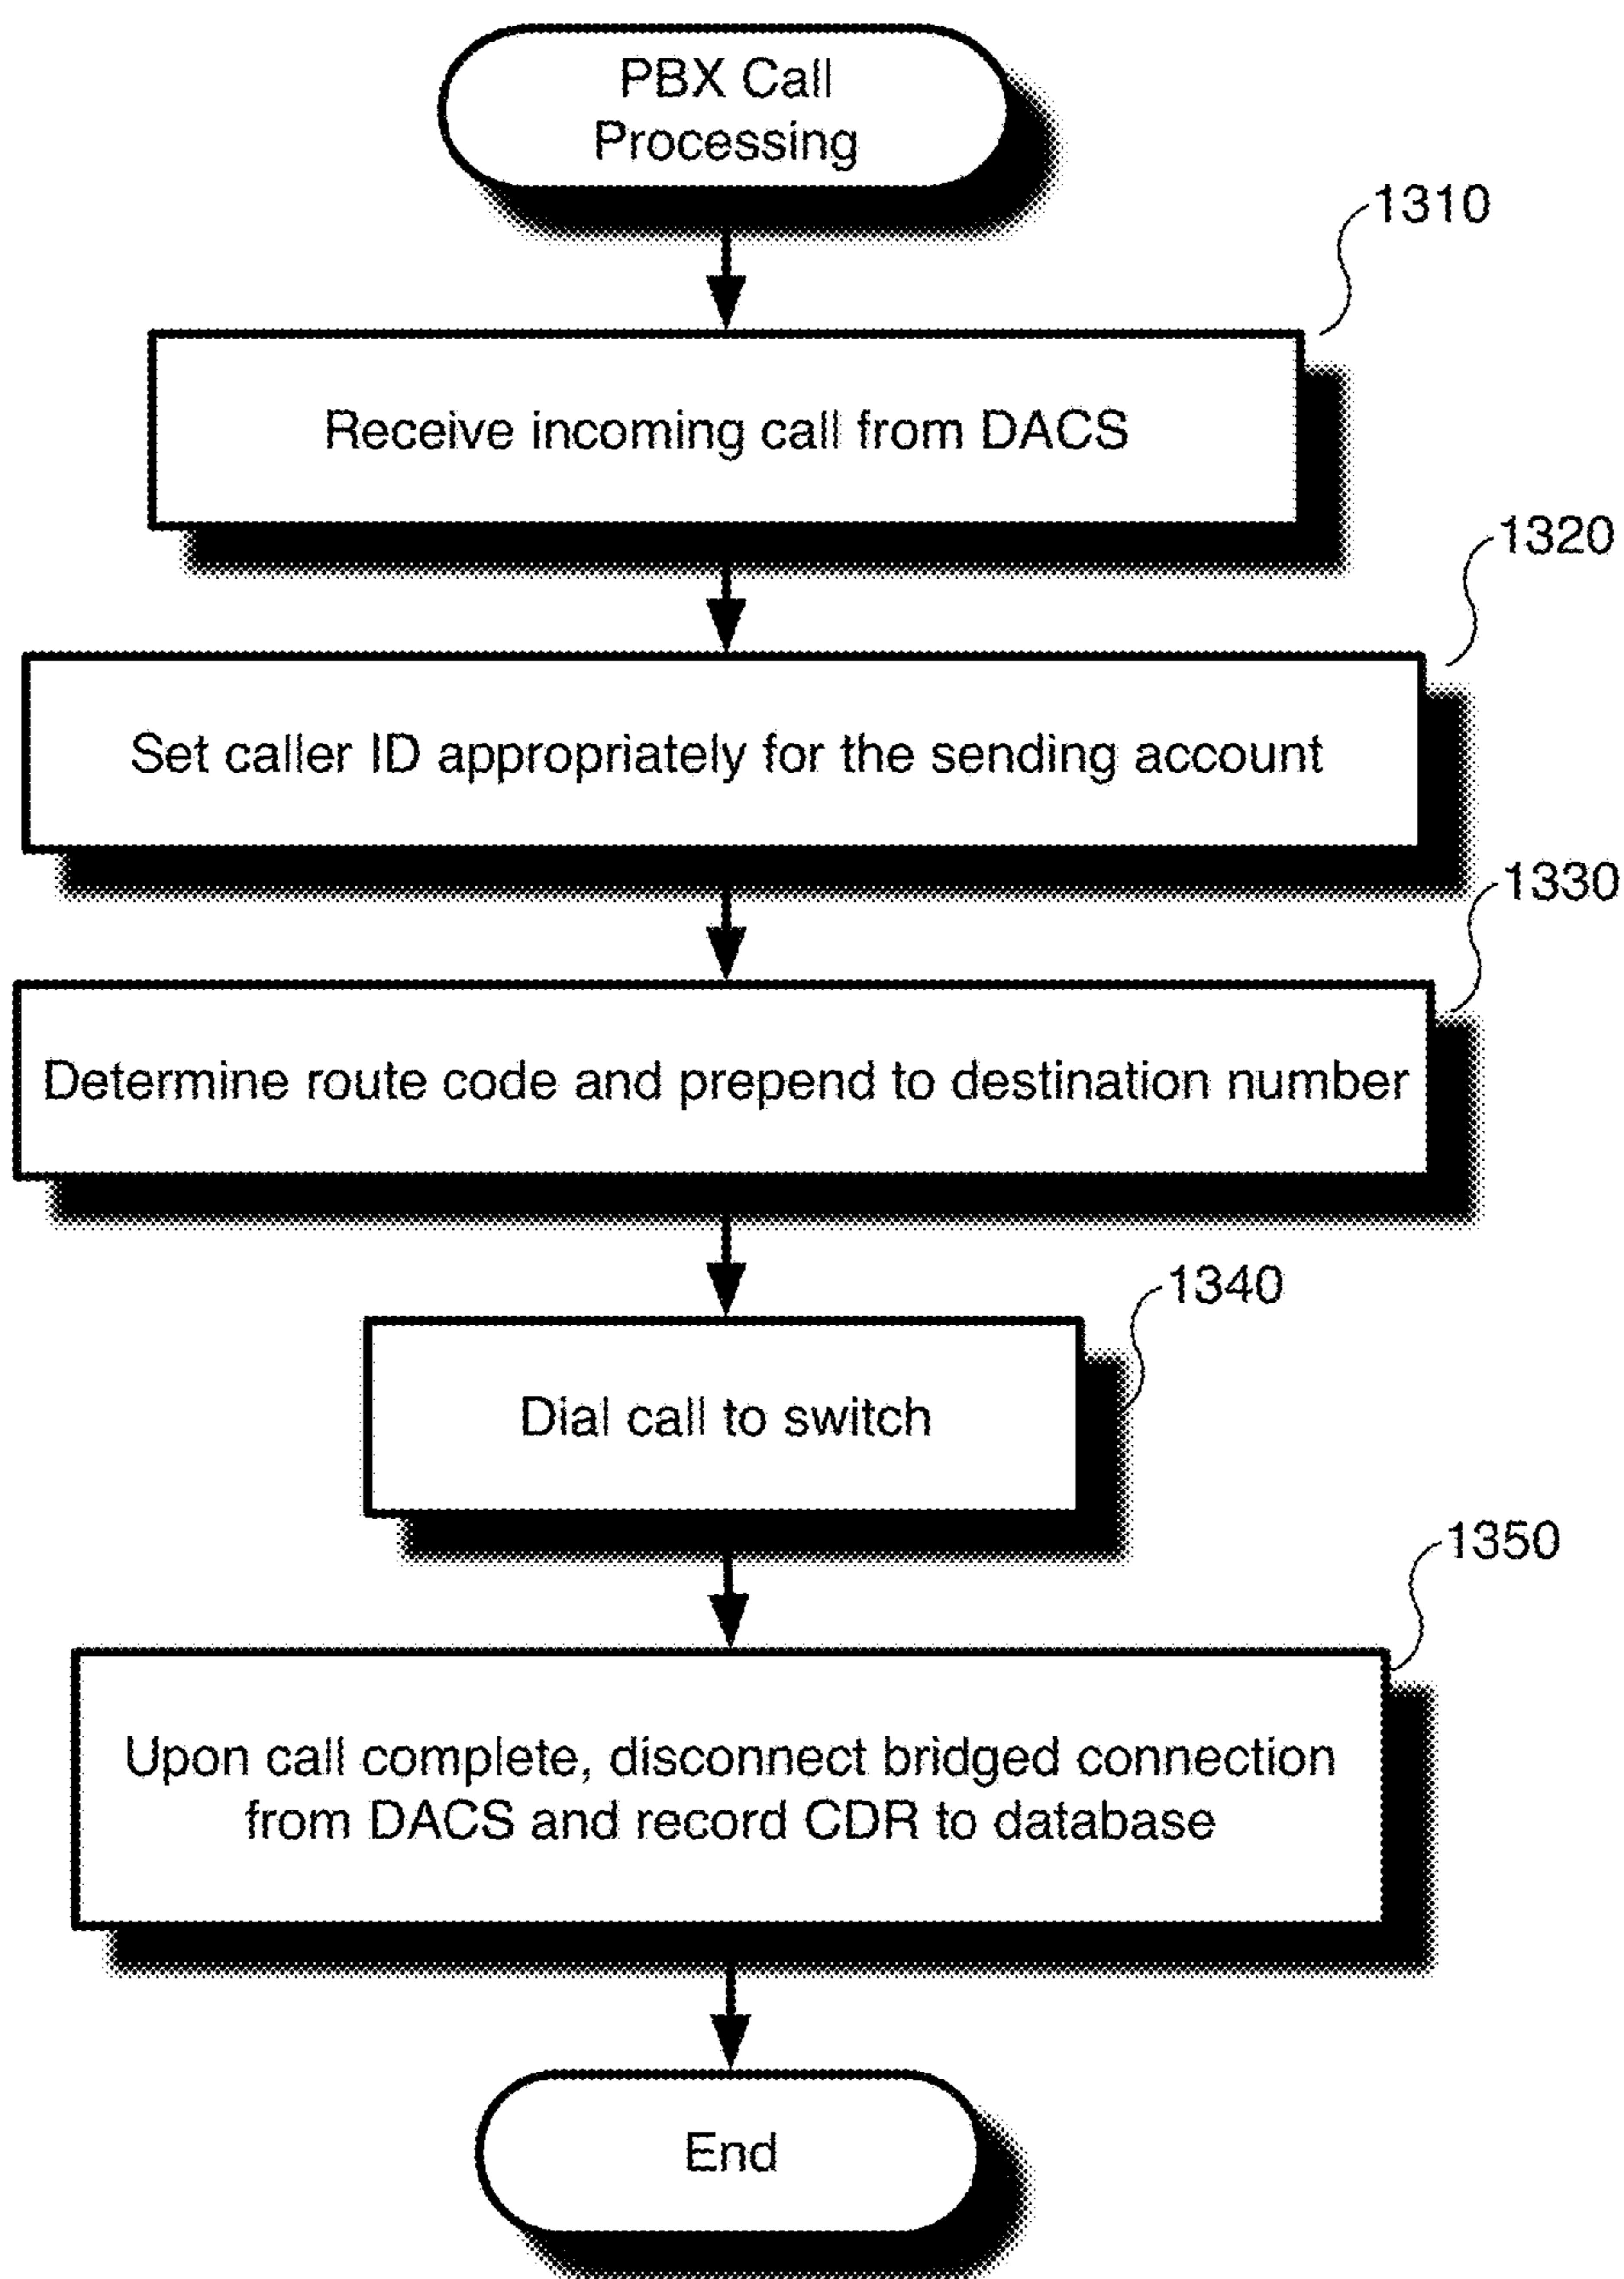 PBX Call
Processing
1310
Receive incoming call from DACS
1320
Set caller ID appropriately for the sending account
1330
Determine route code and prepend to destination number
1340
Dial call to switch
1350
Upon call complete, disconnect bridged connection
from DACS and record CDR to database
End